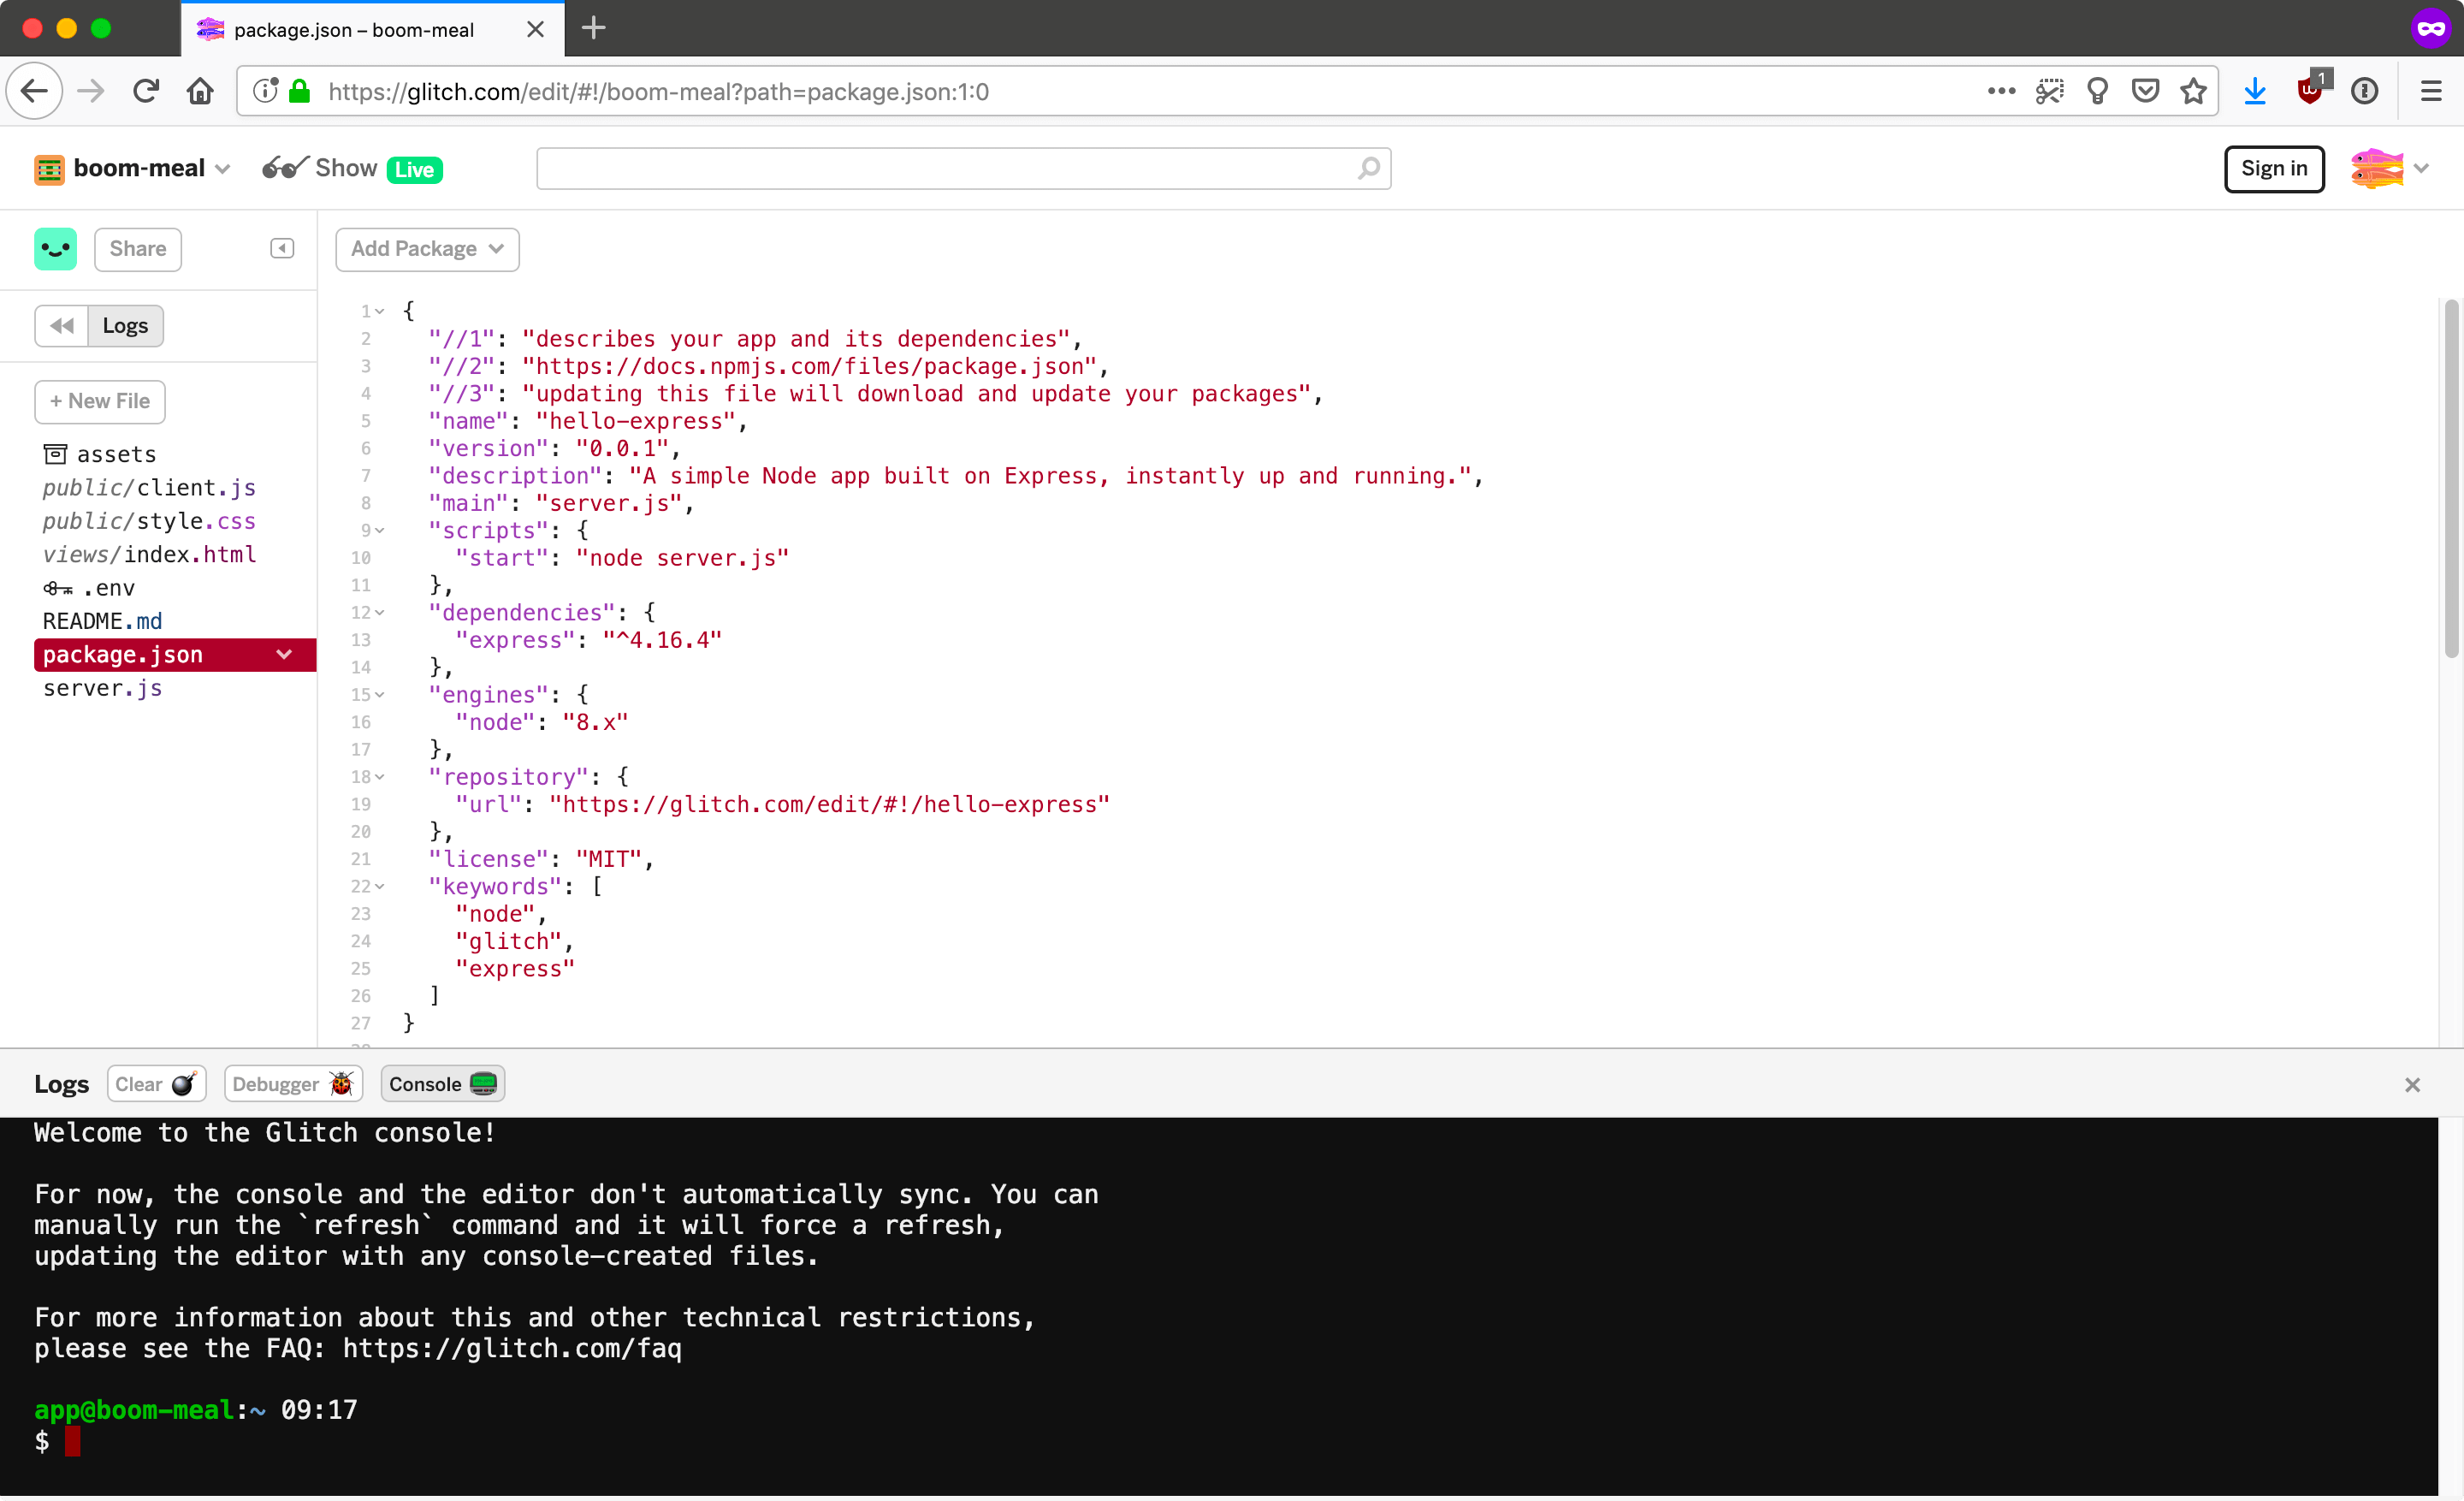 package.json – boom-meal
https://glitch.com/edit/#!/boom-meal?path=package.json:1:0
1
boom-meal
Show Live
Sign in
Share
Add Package
Logs
+ New File
assets
public/client.js
public/style.css
views/index.html
.env
README.md
package.json
server.js
1 {
2 "//1": "describes your app and its dependencies",
3 "//2": "https://docs.npmjs.com/files/package.json",
4 "//3": "updating this file will download and update your packages",
5 "name": "hello-express",
6 "version": "0.0.1",
7 "description": "A simple Node app built on Express, instantly up and running.",
8 "main": "server.js",
9 "scripts": {
10 "start": "node server.js"
11 },
12 "dependencies": {
13 "express": "^4.16.4"
14 },
15 "engines": {
16 "node": "8.x"
17 },
18 "repository": {
19 "url": "https://glitch.com/edit/#!/hello-express"
20 },
21 "license": "MIT",
22 "keywords": [
23 "node",
24 "glitch",
25 "express"
26 ]
27 }
Logs Clear Debugger Console
Welcome to the Glitch console!
For now, the console and the editor don't automatically sync. You can
manually run the `refresh` command and it will force a refresh,
updating the editor with any console-created files.
For more information about this and other technical restrictions,
please see the FAQ: https://glitch.com/faq
app@boom-meal:~ 09:17
$